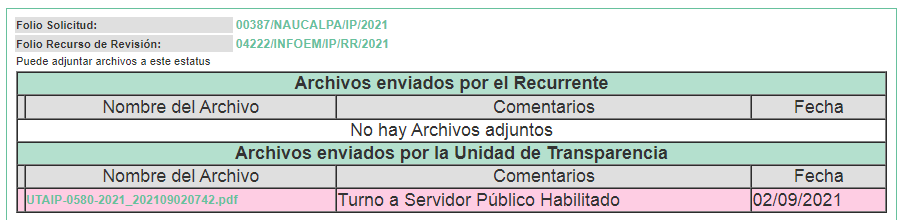 Folio Solicitud: 00387/NAUCALPA/IP/2021
Folio Recurso de Revisión: 04222/INFOEM/IP/RR/2021
Puede adjuntar archivos a este estatus
Archivos enviados por el Recurrente
Nombre del Archivo Comentarios Fecha
No hay Archivos adjuntos
Archivos enviados por la Unidad de Transparencia
Nombre del Archivo Comentarios Fecha
UTAIP-0580-2021_202109020742.pdf Turno a Servidor Público Habilitado 02/09/2021